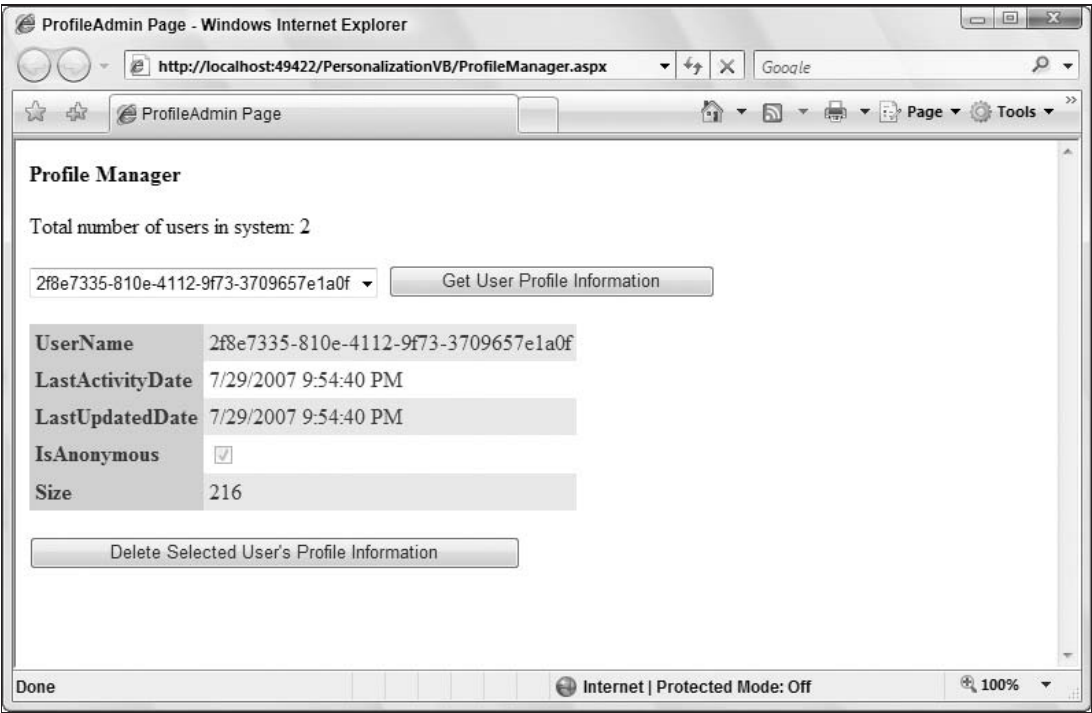 ProfileAdmin Page - Windows Internet Explorer
http://localhost:49422/PersonalizationVB/ProfileManager.aspx
Google
ProfileAdmin Page
Page
Tools
»
Profile Manager
Total number of users in system: 2
2f8e7335-810e-4112-9f73-3709657e1a0f
Get User Profile Information
UserName 2f8e7335-810e-4112-9f73-3709657e1a0f
LastActivityDate 7/29/2007 9:54:40 PM
LastUpdatedDate 7/29/2007 9:54:40 PM
IsAnonymous
Size 216
Delete Selected User's Profile Information
Done
Internet | Protected Mode: Off
100%